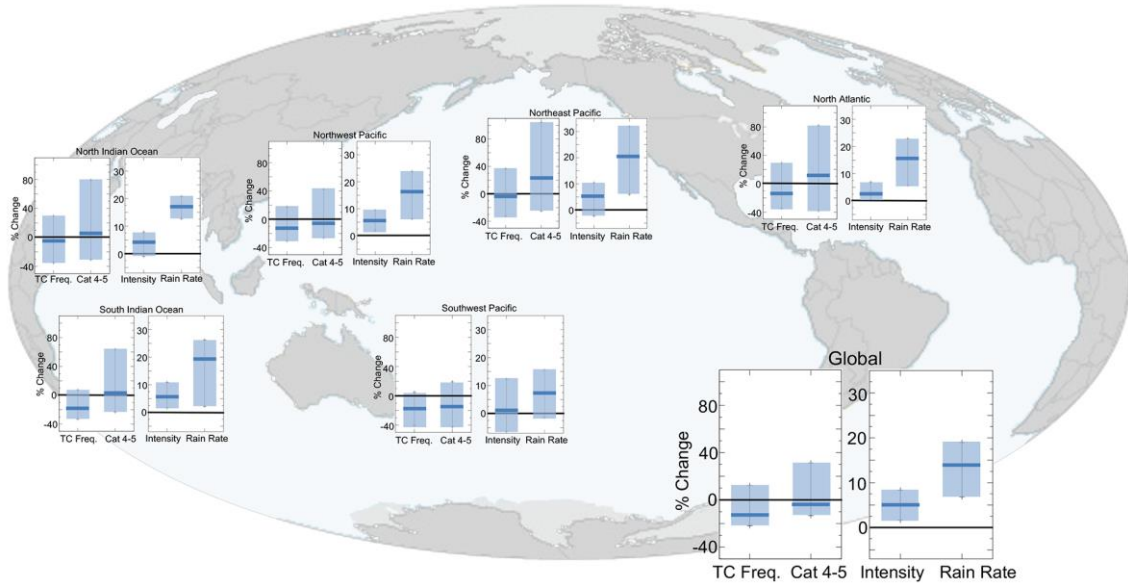 North Indian Ocean
% Change
80
40
0
-40
30
20
10
0
TC Freq. Cat 4-5 Intensity Rain Rate
Northwest Pacific
% Change
80
40
0
-40
30
20
10
0
TC Freq. Cat 4-5 Intensity Rain Rate
Northeast Pacific
% Change
80
40
0
-40
30
20
10
0
TC Freq. Cat 4-5 Intensity Rain Rate
North Atlantic
% Change
80
40
0
-40
30
20
10
0
TC Freq. Cat 4-5 Intensity Rain Rate
South Indian Ocean
% Change
80
40
0
-40
30
20
10
0
TC Freq. Cat 4-5 Intensity Rain Rate
Southwest Pacific
% Change
80
40
0
-40
30
20
10
0
TC Freq. Cat 4-5 Intensity Rain Rate
Global
% Change
80
40
0
-40
30
20
10
0
TC Freq. Cat 4-5 Intensity Rain Rate